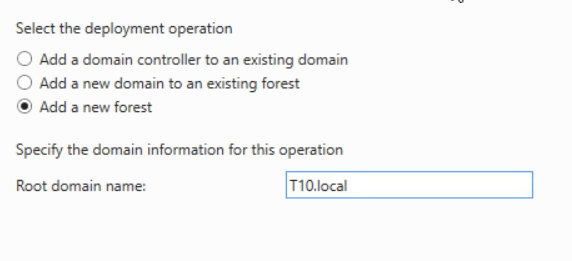 Select the deployment operation
Add a domain controller to an existing domain
Add a new domain to an existing forest
Add a new forest
Specify the domain information for this operation
Root domain name: T10.local